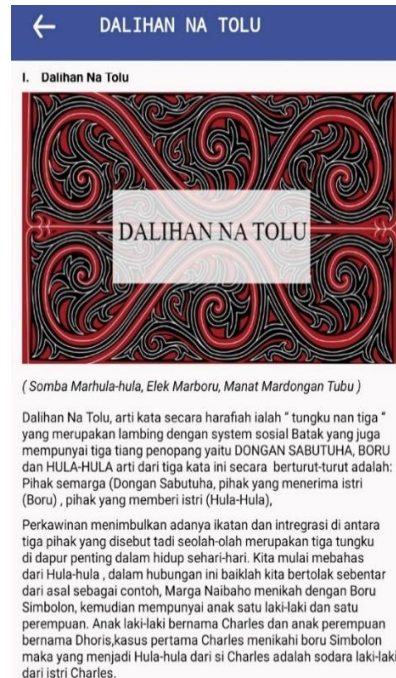 DALIHAN NA TOLU
I. Dalihan Na Tolu
DALIHAN NA TOLU
( Somba Marhula-hula, Elek Marboru, Manat Mardongan Tubu )
Dalihan Na Tolu, arti kata secara harafiah ialah “ tungku nan tiga “
yang merupakan lambing dengan system sosial Batak yang juga
mempunyai tiga tiang penopang yaitu DONGAN SABUTUHA, BORU
dan HULA-HULA arti dari tiga kata ini secara berturut-turut adalah:
Pihak semarga (Dongan Sabutuha, pihak yang menerima istri
(Boru) , pihak yang memberi istri (Hula-Hula),
Perkawinan menimbulkan adanya ikatan dan intregrasi di antara
tiga pihak yang disebut tadi seolah-olah merupakan tiga tungku
di dapur penting dalam hidup sehari-hari. Kita mulai mebahas
dari Hula-hula , dalam hubungan ini baiklah kita bertolak sebentar
dari asal sebagai contoh, Marga Naibaho menikah dengan Boru
Simbolon, kemudian mempunyai anak satu laki-laki dan satu
perempuan. Anak laki-laki bernama Charles dan anak perempuan
bernama Dhoris,kasus pertama Charles menikahi boru Simbolon
maka yang menjadi Hula-hula dari si Charles adalah sodara laki-laki
dari istri Charles.